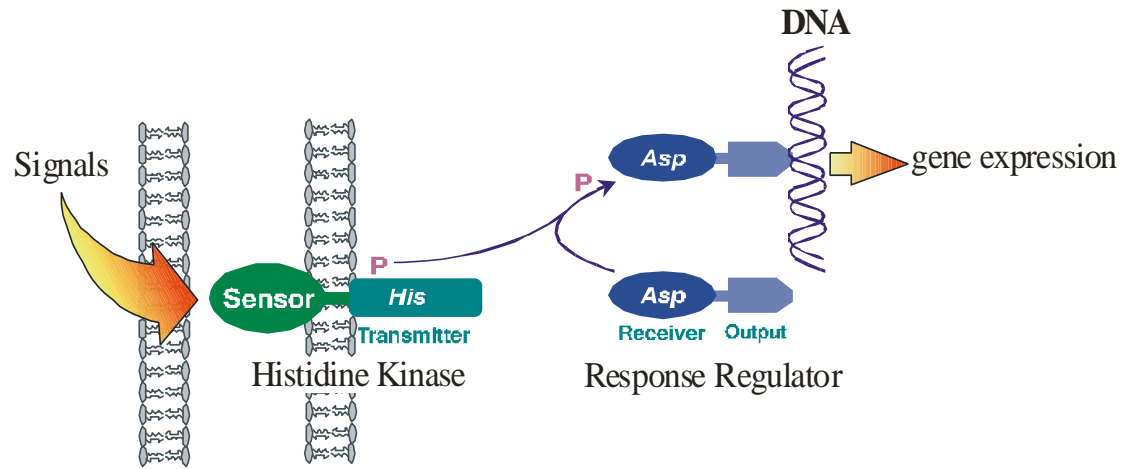 DNA
Signals
Asp
gene expression
P
P
Sensor
His
Asp
Transmitter
Receiver
Output
Histidine Kinase
Response Regulator